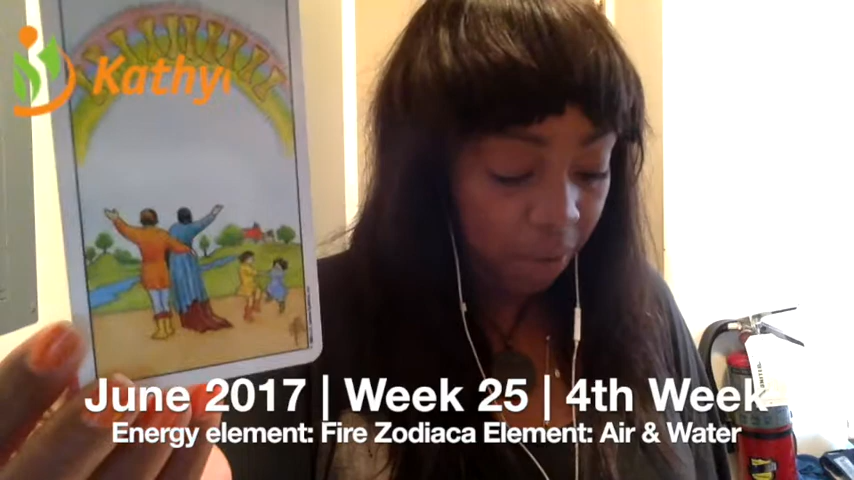 Kathy
June 2017 | Week 25 | 4th Week
Energy element: Fire Zodiaca Element: Air & Water